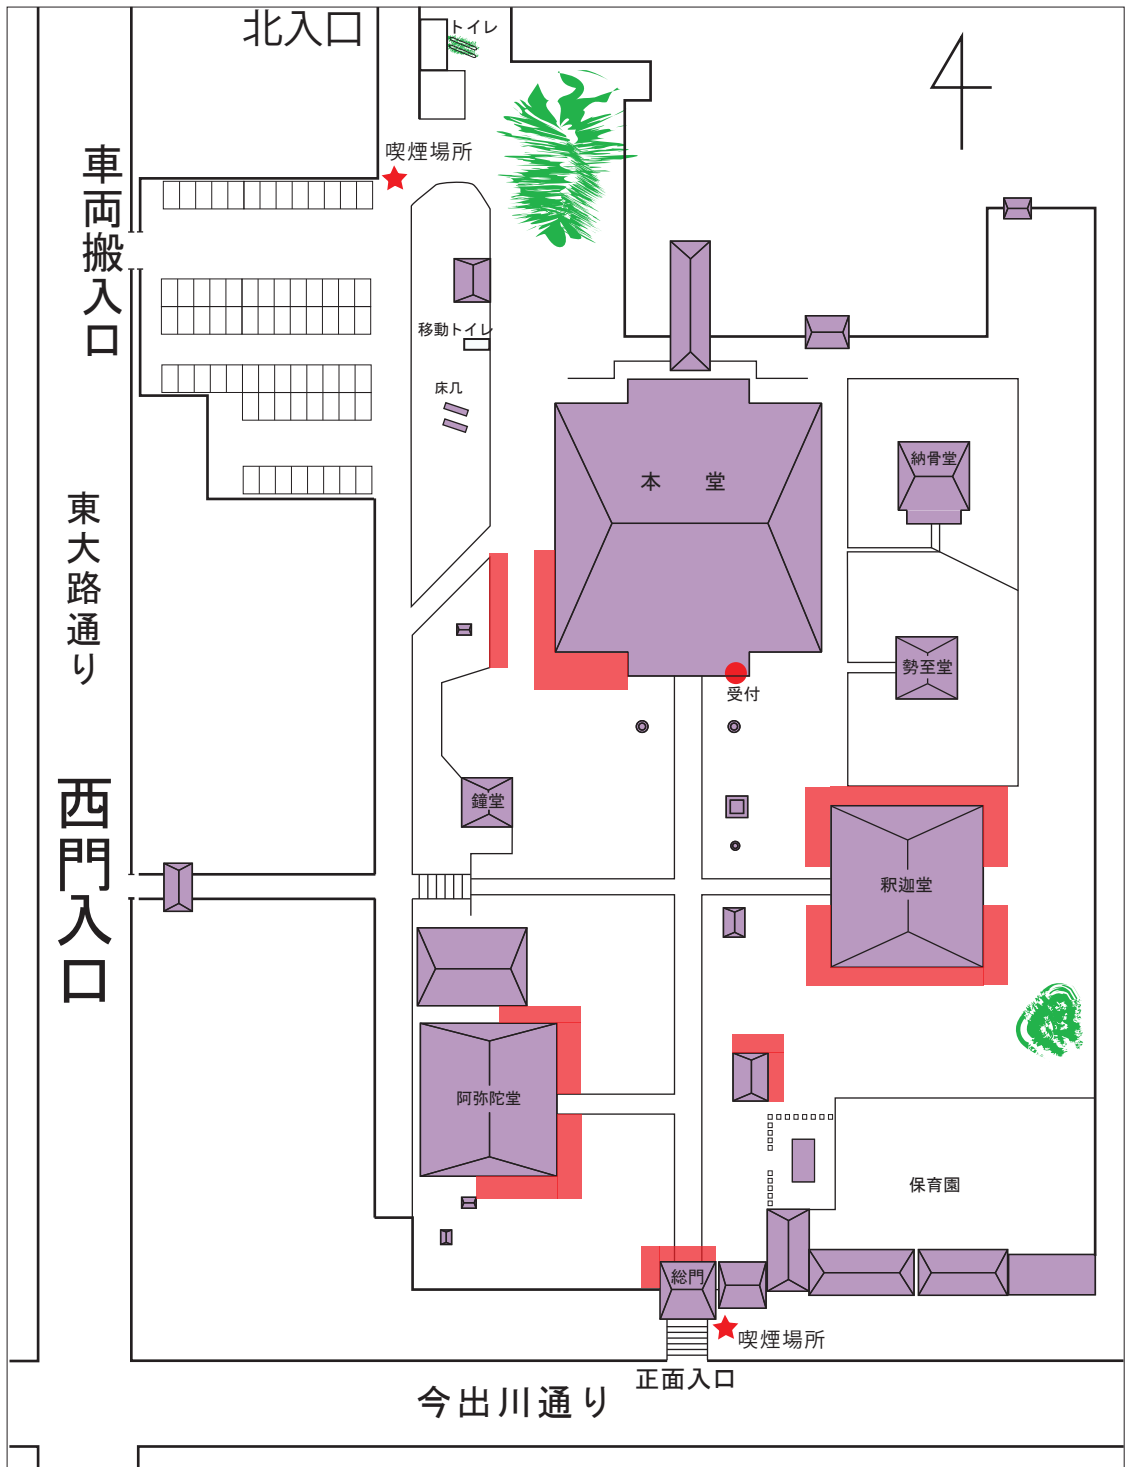 北入口
トイレ
喫煙場所
車両搬入口
移動トイレ
床几
本 堂
納骨堂
東大路通り
勢至堂
受付
西門入口
鐘堂
釈迦堂
阿弥陀堂
保育園
総門
喫煙場所
正面入口
今出川通り